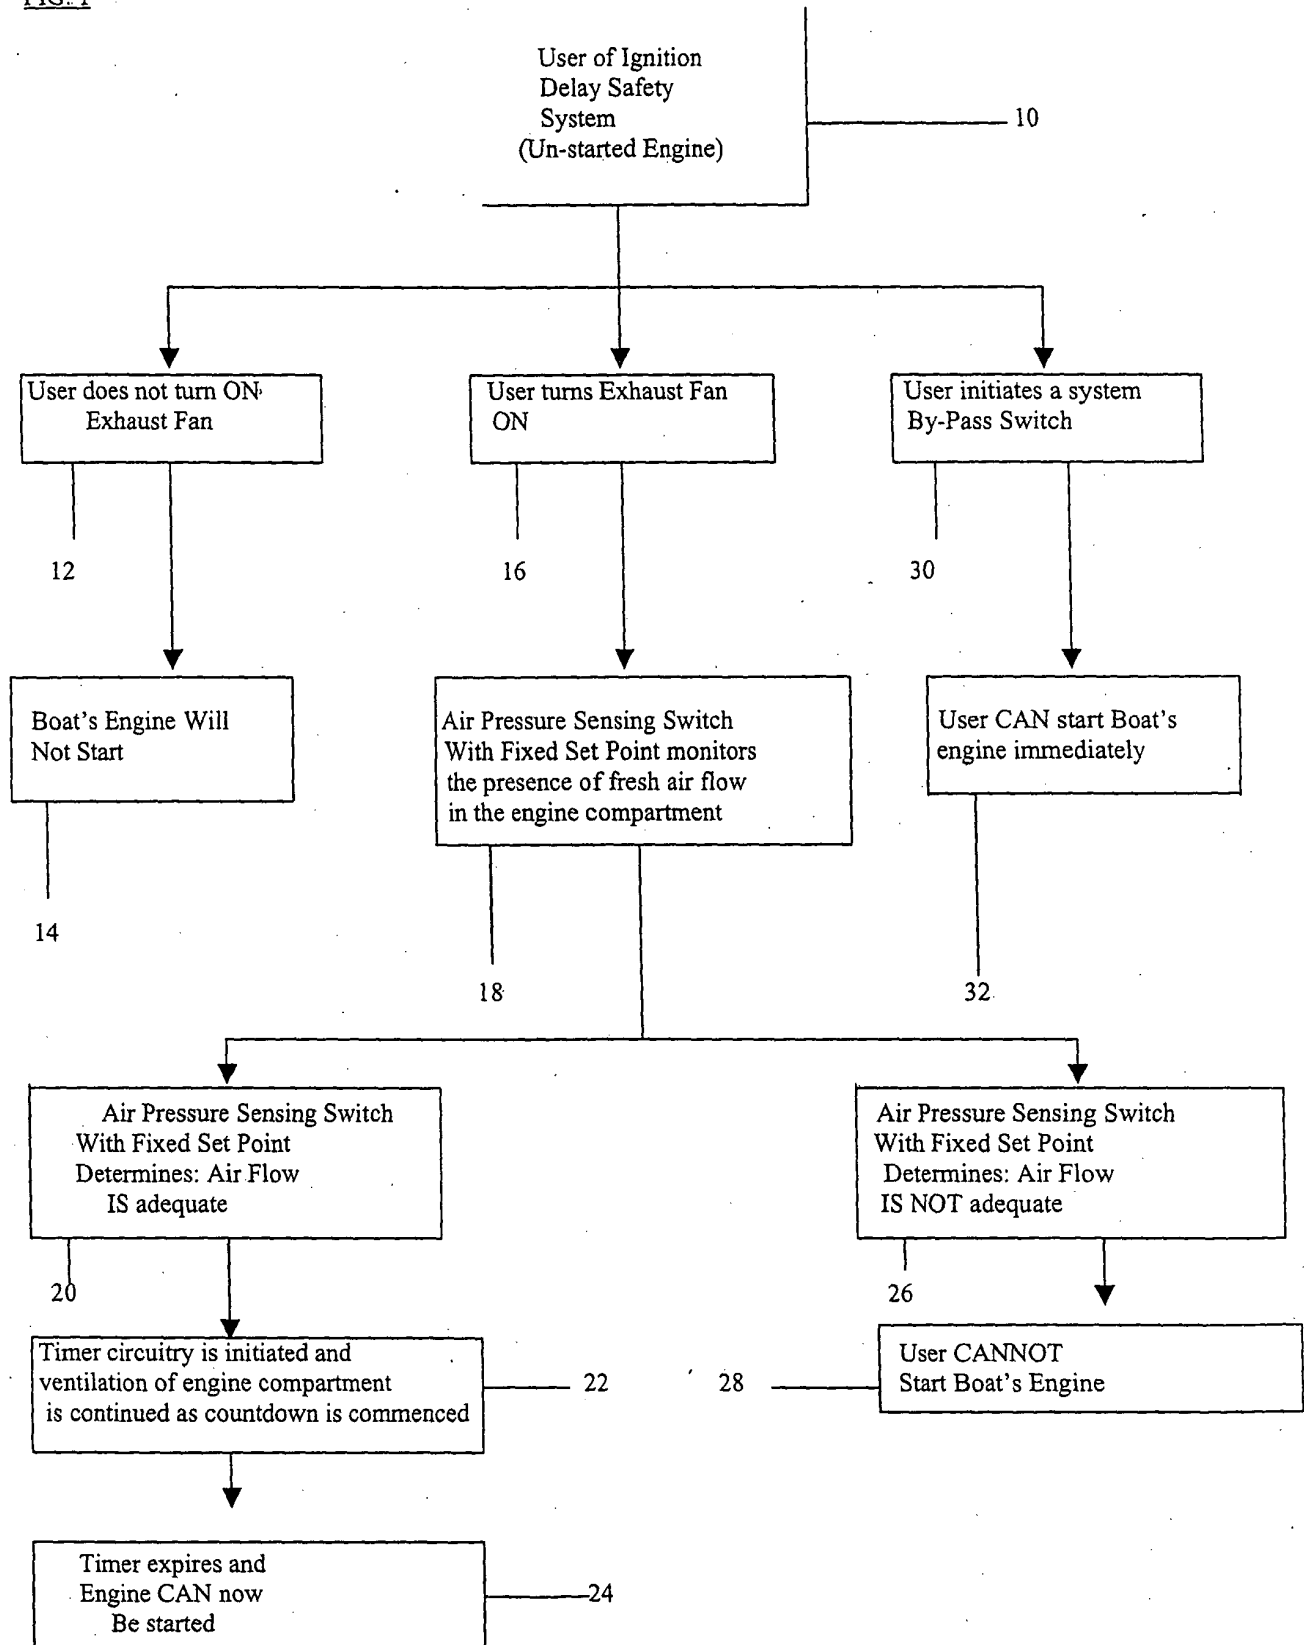 FIG. 1
User of Ignition
Delay Safety
System
(Un-started Engine)
10
User does not turn ON
Exhaust Fan
User turns Exhaust Fan
ON
User initiates a system
By-Pass Switch
12
16
30
Boat's Engine Will
Not Start
Air Pressure Sensing Switch
With Fixed Set Point monitors
the presence of fresh air flow
in the engine compartment
User CAN start Boat's
engine immediately
14
18
32
Air Pressure Sensing Switch
With Fixed Set Point
Determines: Air Flow
IS adequate
Air Pressure Sensing Switch
With Fixed Set Point
Determines: Air Flow
IS NOT adequate
20
26
Timer circuitry is initiated and
ventilation of engine compartment
is continued as countdown is commenced
22
28
User CANNOT
Start Boat's Engine
Timer expires and
Engine CAN now
Be started
24